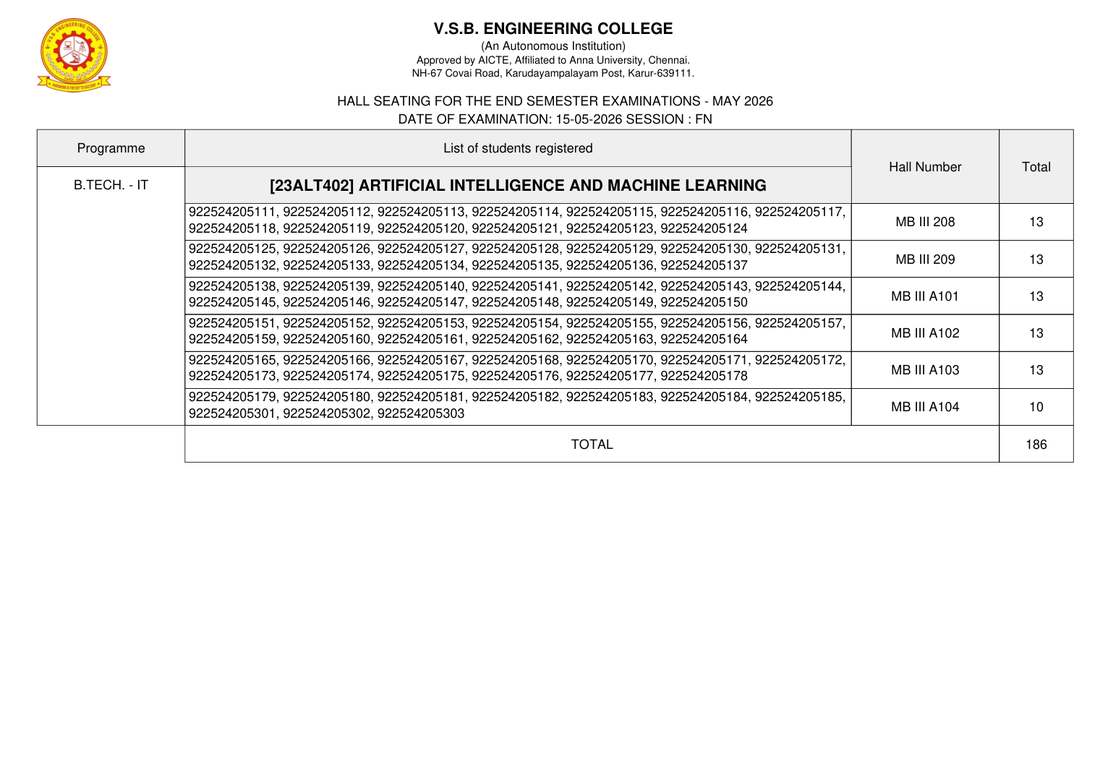 V.S.B. ENGINEERING COLLEGE
(An Autonomous Institution)
Approved by AICTE, Affiliated to Anna University, Chennai.
NH-67 Covai Road, Karudayampalayam Post, Karur-639111.
HALL SEATING FOR THE END SEMESTER EXAMINATIONS - MAY 2026
DATE OF EXAMINATION: 15-05-2026 SESSION : FN
Programme List of students registered Hall Number Total
B.TECH. - IT [23ALT402] ARTIFICIAL INTELLIGENCE AND MACHINE LEARNING
922524205111, 922524205112, 922524205113, 922524205114, 922524205115, 922524205116, 922524205117,
922524205118, 922524205119, 922524205120, 922524205121, 922524205123, 922524205124
MB III 208 13
922524205125, 922524205126, 922524205127, 922524205128, 922524205129, 922524205130, 922524205131,
922524205132, 922524205133, 922524205134, 922524205135, 922524205136, 922524205137
MB III 209 13
922524205138, 922524205139, 922524205140, 922524205141, 922524205142, 922524205143, 922524205144,
922524205145, 922524205146, 922524205147, 922524205148, 922524205149, 922524205150
MB III A101 13
922524205151, 922524205152, 922524205153, 922524205154, 922524205155, 922524205156, 922524205157,
922524205159, 922524205160, 922524205161, 922524205162, 922524205163, 922524205164
MB III A102 13
922524205165, 922524205166, 922524205167, 922524205168, 922524205170, 922524205171, 922524205172,
922524205173, 922524205174, 922524205175, 922524205176, 922524205177, 922524205178
MB III A103 13
922524205179, 922524205180, 922524205181, 922524205182, 922524205183, 922524205184, 922524205185,
922524205301, 922524205302, 922524205303
MB III A104 10
TOTAL 186